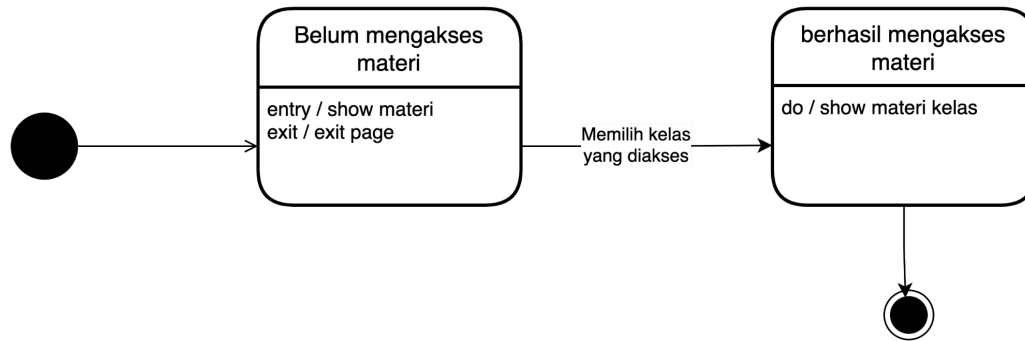 Belum mengakses
materi
entry / show materi
exit / exit page
Memilih kelas
yang diakses
berhasil mengakses
materi
do / show materi kelas